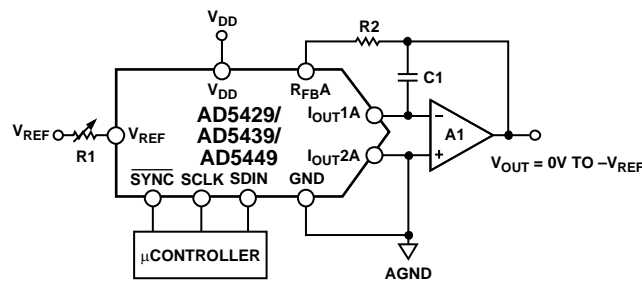 VDD
R2
VDD
RFBA
C1
AD5429/
AD5439/
AD5449
IOUT1A
VREF
VREF
R1
A1
IOUT2A
VOUT = 0V TO –VREF
SYNC SCLK SDIN GND
μCONTROLLER
AGND